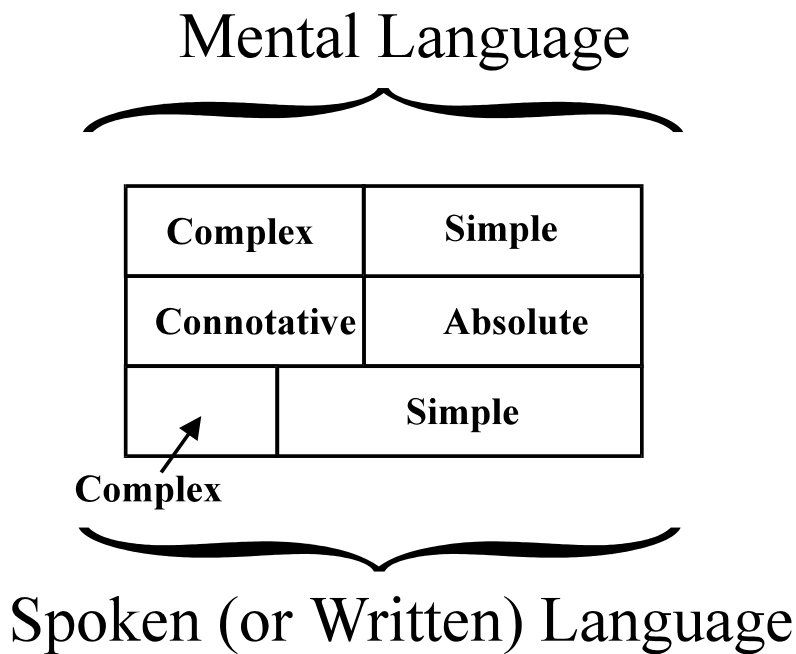 Mental Language
Complex Simple
Connotative Absolute
Simple
Complex
Spoken (or Written) Language